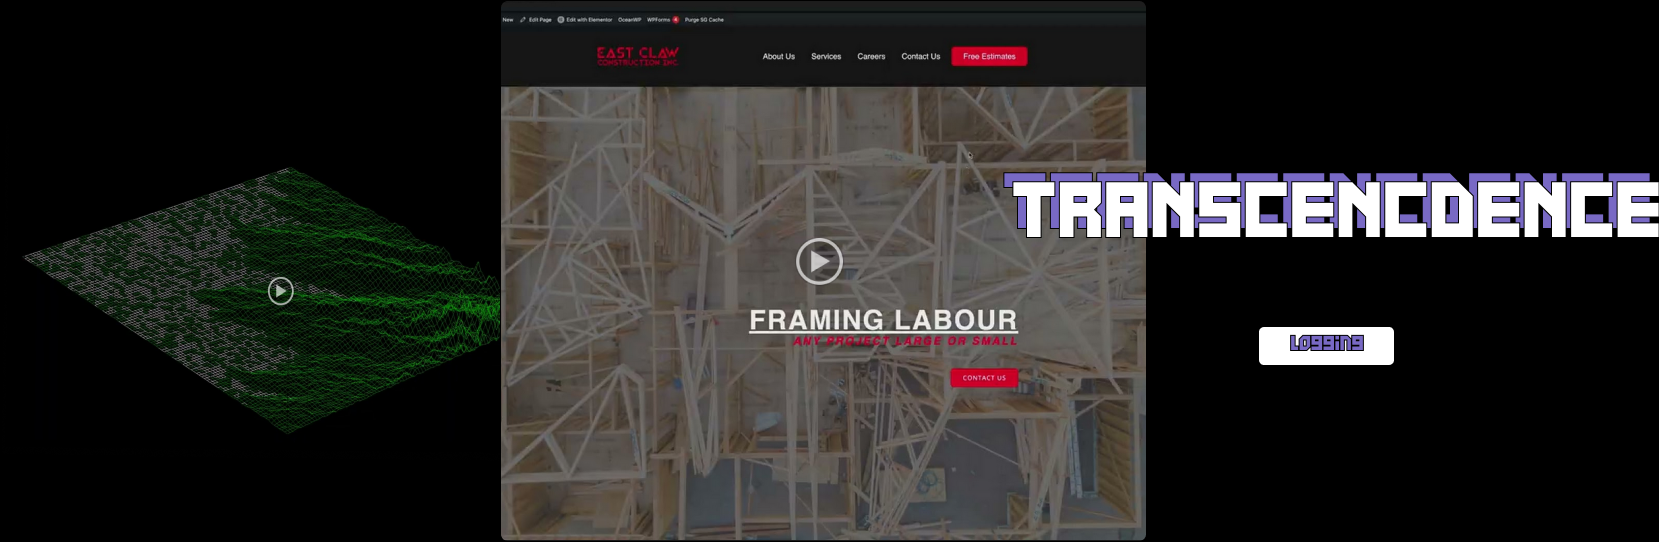 New Edit Page Edit with Elementor OceanWP WPForms 4 Purge SG Cache
EAST CLAW
CONSTRUCTION INC
About Us Services Careers Contact Us Free Estimates
TRANSCENCDENCE
FRAMING LABOUR
ANY PROJECT LARGE OR SMALL
Logging
CONTACT US